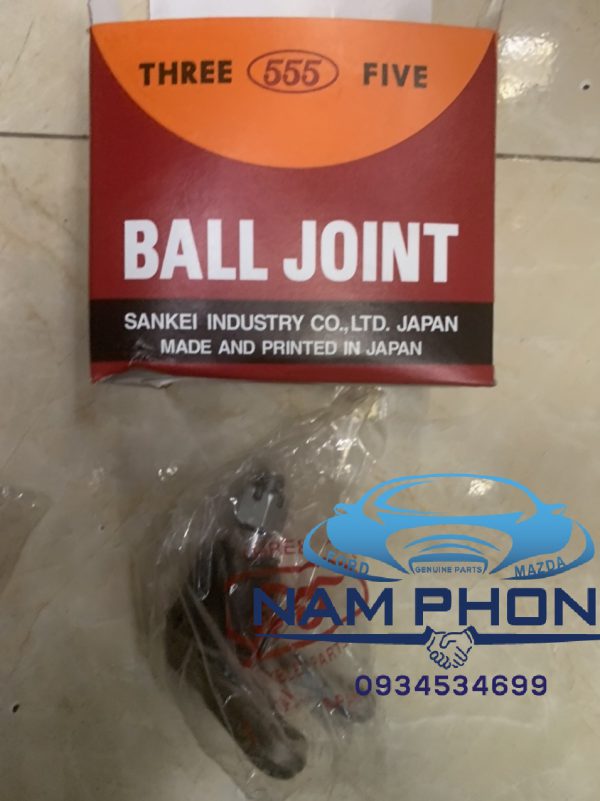 THREE 555 FIVE
BALL JOINT
SANKEI INDUSTRY CO.,LTD. JAPAN
MADE AND PRINTED IN JAPAN
555
FORD GENUINE PARTS MAZDA
NAM PHON
0934534699